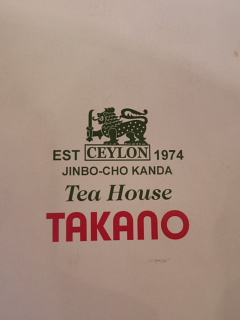 EST CEYLON 1974
JINBO-CHO KANDA
Tea House
TAKANO